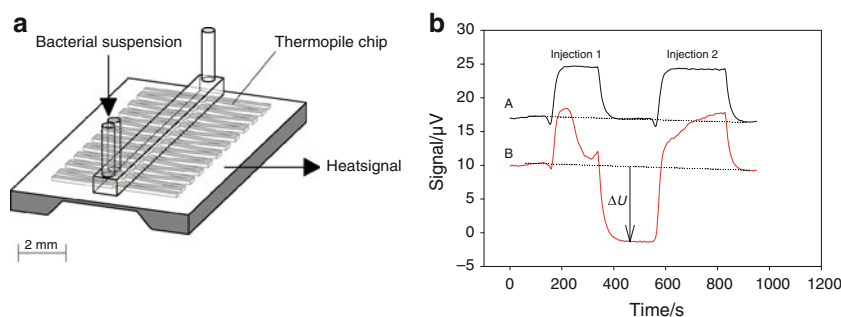 a
Bacterial suspension
Thermopile chip
Heatsignal
2 mm
b
Signal/µV
30
25
20
15
10
5
0
−5
Injection 1
Injection 2
A
B
ΔU
0
200
400
600
800
1000
1200
Time/s